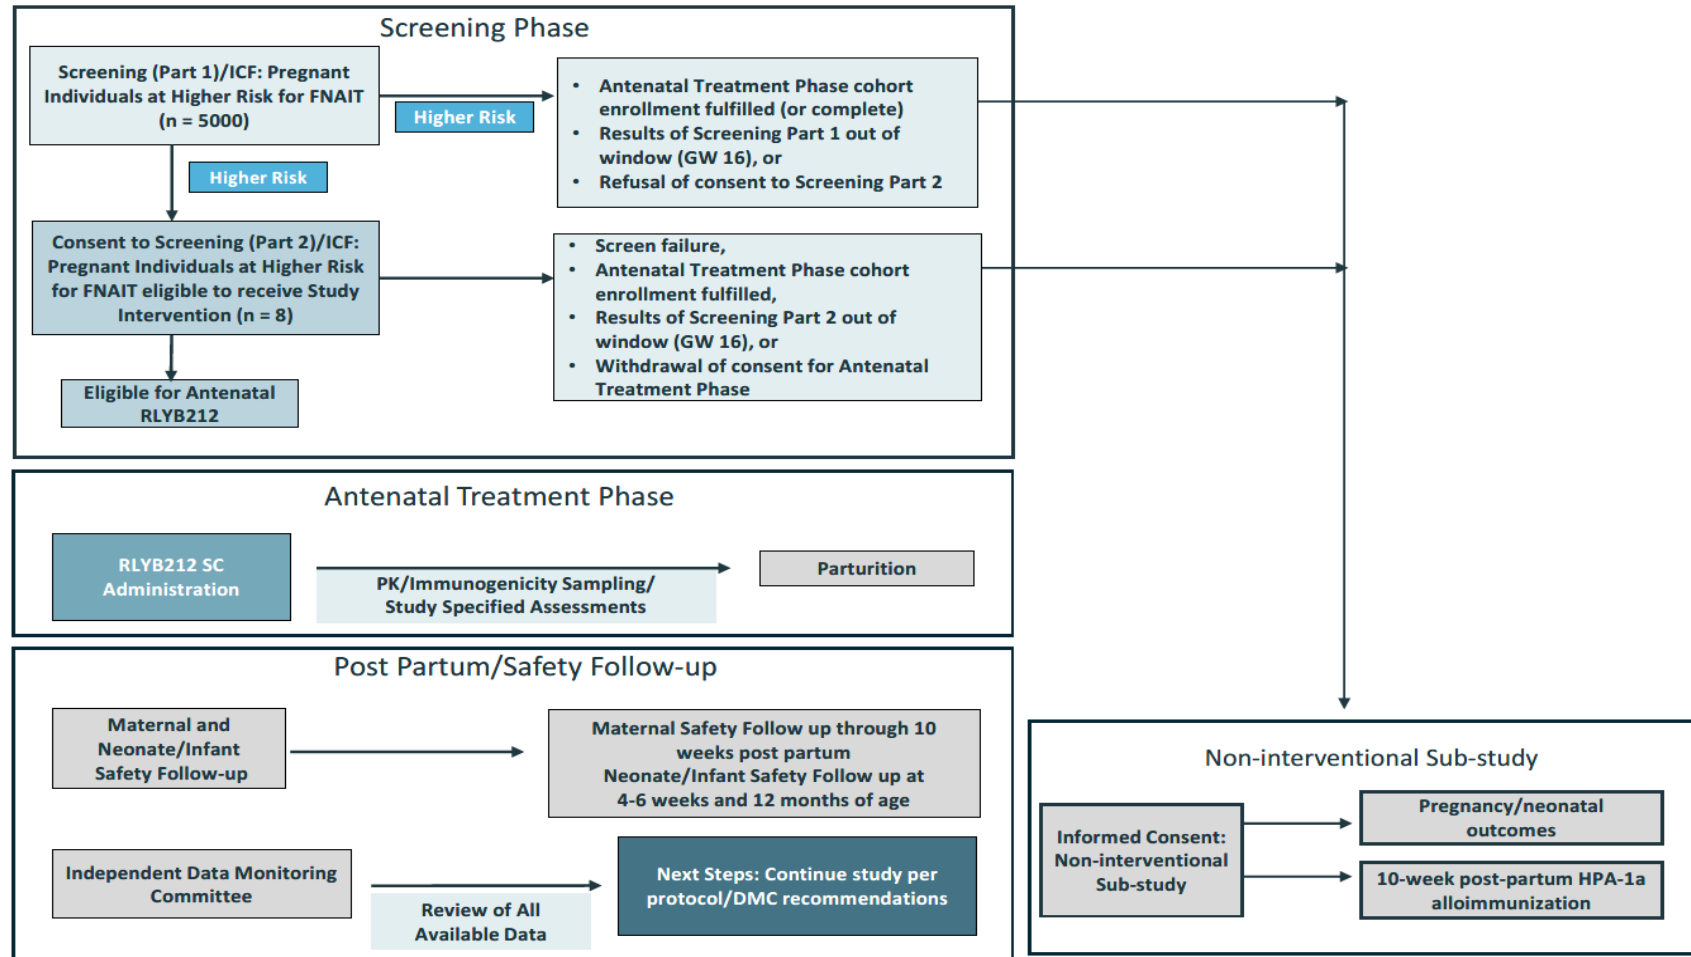 Screening Phase
Screening (Part 1)/ICF: Pregnant
Individuals at Higher Risk for FNAIT
(n = 5000)
Higher Risk
• Antenatal Treatment Phase cohort
enrollment fulfilled (or complete)
• Results of Screening Part 1 out of
window (GW 16), or
• Refusal of consent to Screening Part 2
Higher Risk
Consent to Screening (Part 2)/ICF:
Pregnant Individuals at Higher Risk
for FNAIT eligible to receive Study
Intervention (n = 8)
• Screen failure,
• Antenatal Treatment Phase cohort
enrollment fulfilled,
• Results of Screening Part 2 out of
window (GW 16), or
• Withdrawal of consent for Antenatal
Treatment Phase
Eligible for Antenatal
RLYB212
Antenatal Treatment Phase
RLYB212 SC
Administration
PK/Immunogenicity Sampling/
Study Specified Assessments
Parturition
Post Partum/Safety Follow-up
Maternal and
Neonate/Infant
Safety Follow-up
Maternal Safety Follow up through 10
weeks post partum
Neonate/Infant Safety Follow up at
4-6 weeks and 12 months of age
Independent Data Monitoring
Committee
Review of All
Available Data
Next Steps: Continue study per
protocol/DMC recommendations
Non-interventional Sub-study
Informed Consent:
Non-interventional
Sub-study
Pregnancy/neonatal
outcomes
10-week post-partum HPA-1a
alloimmunization